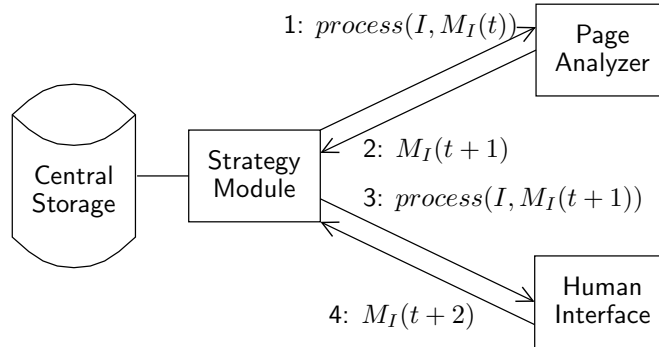 1: process(I, M_I(t))
Page
Analyzer
Central
Storage
Strategy
Module
2: M_I(t+1)
3: process(I, M_I(t+1))
Human
Interface
4: M_I(t+2)